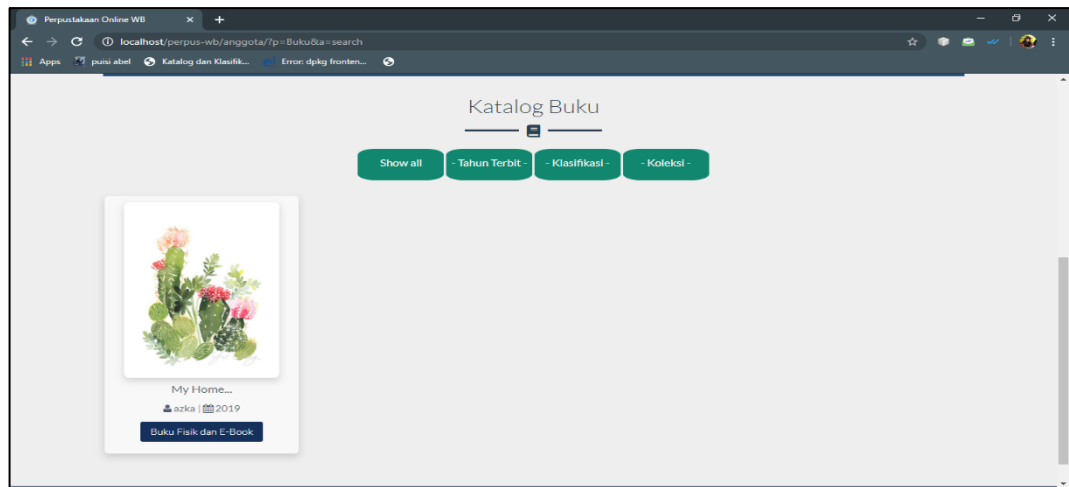 Perpustakaan Online WB
localhost/perpus-wb/anggota/?p=Buku&a=search
Apps puisi abel Katalog dan Klasifik... Error: dpkg fronten...
Katalog Buku
Show all - Tahun Terbit - - Klasifikasi - - Koleksi -
My Home...
azka | 2019
Buku Fisik dan E-Book